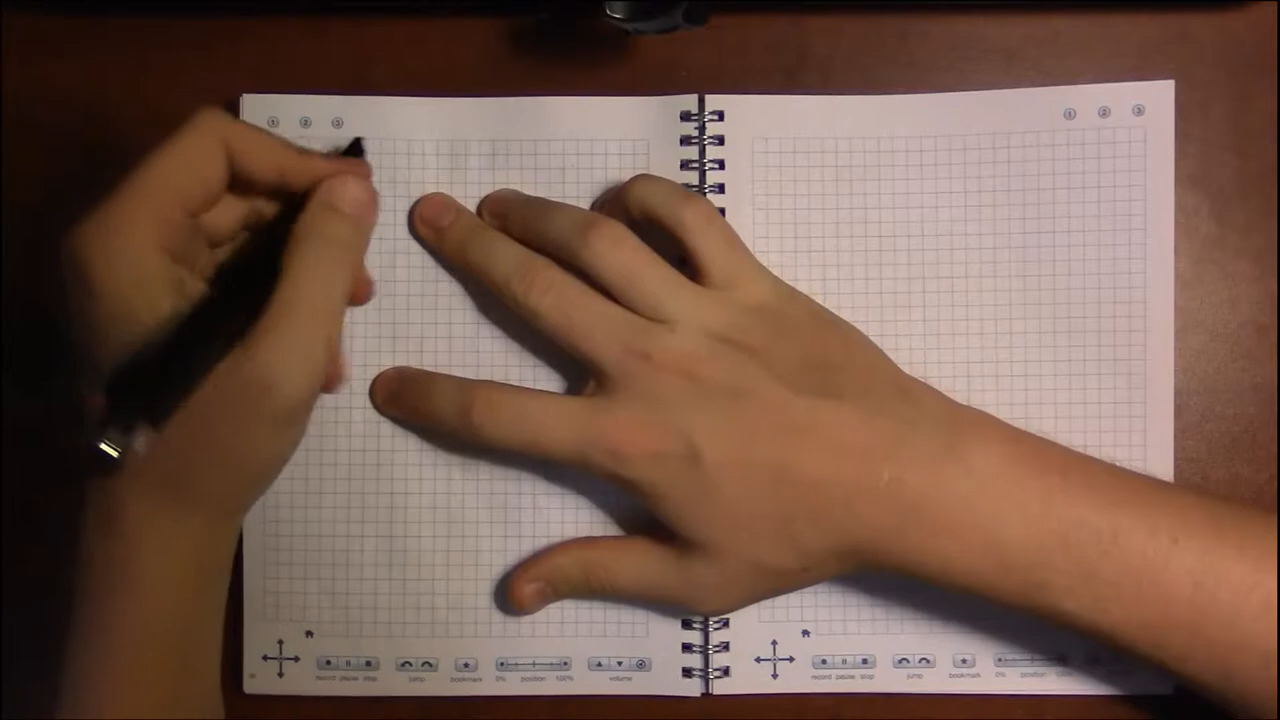 1 2 3
1 2 3
record pause stop jump bookmark 0% position 100% volume
record pause stop jump bookmark 0% position